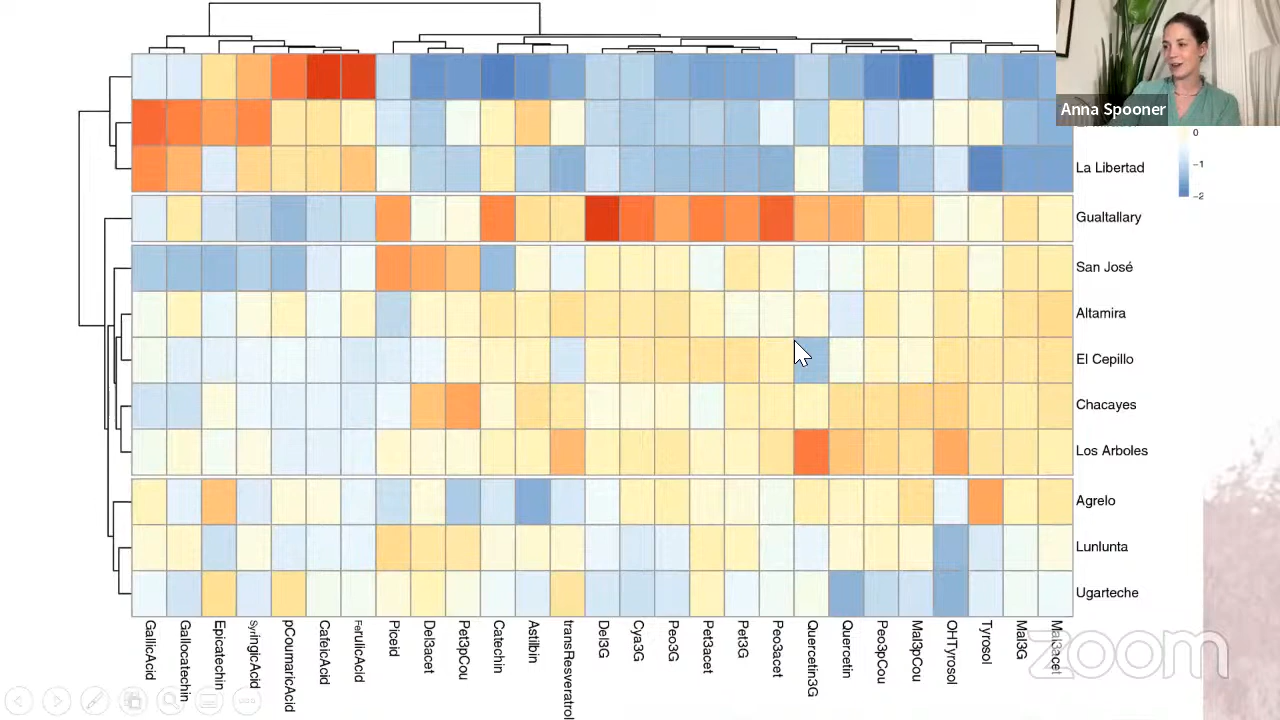 Anna Spooner
0
−1
−2
La Libertad
Gualtallary
San José
Altamira
El Cepillo
Chacayes
Los Arboles
Agrelo
Lunlunta
Ugarteche
GallicAcid
Gallocatechin
Epicatechin
SyringicAcid
pCoumaricAcid
CafeicAcid
FerulicAcid
Piceid
Del3acet
Pet3pCou
Catechin
Astilbin
transResveratrol
Del3G
Cya3G
Peo3G
Pet3acet
Pet3G
Peo3acet
Quercetin3G
Quercetin
Peo3pCou
Mal3pCou
OHTyrosol
Tyrosol
Mal3G
Mal3acet
zoom